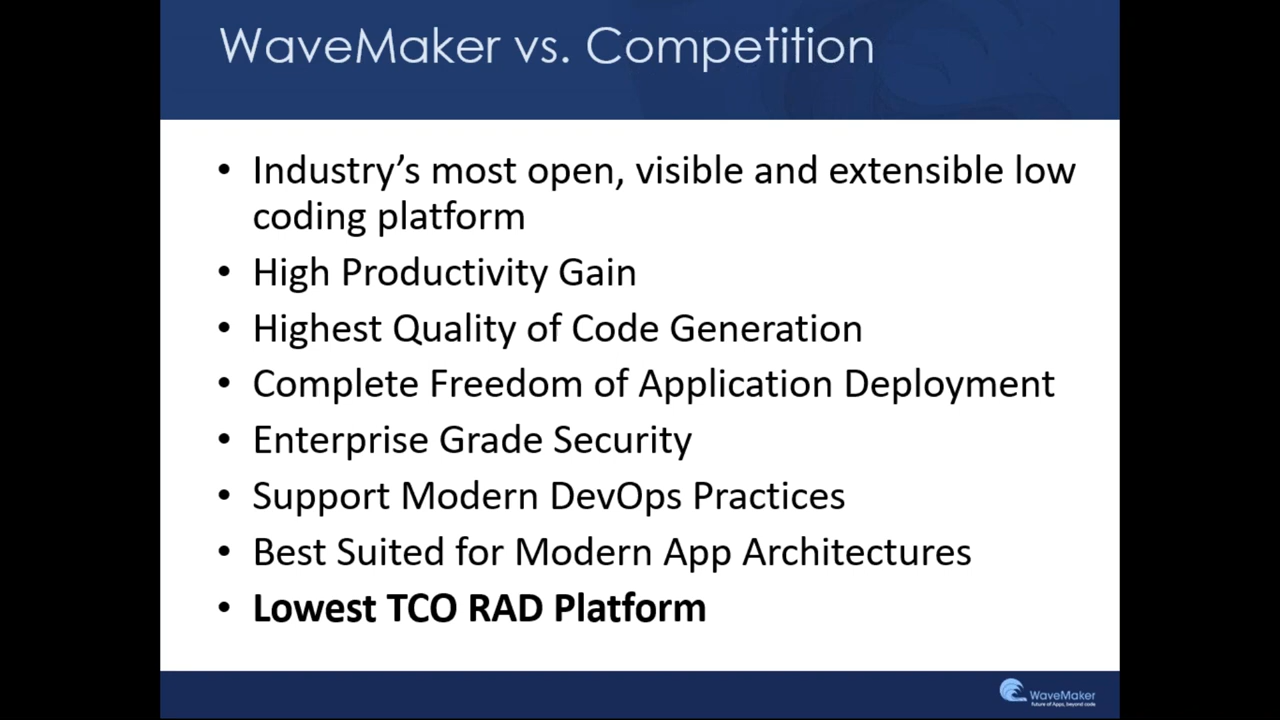 WaveMaker vs. Competition
• Industry’s most open, visible and extensible low
coding platform
• High Productivity Gain
• Highest Quality of Code Generation
• Complete Freedom of Application Deployment
• Enterprise Grade Security
• Support Modern DevOps Practices
• Best Suited for Modern App Architectures
• Lowest TCO RAD Platform
WaveMaker
Future of Apps, beyond code.